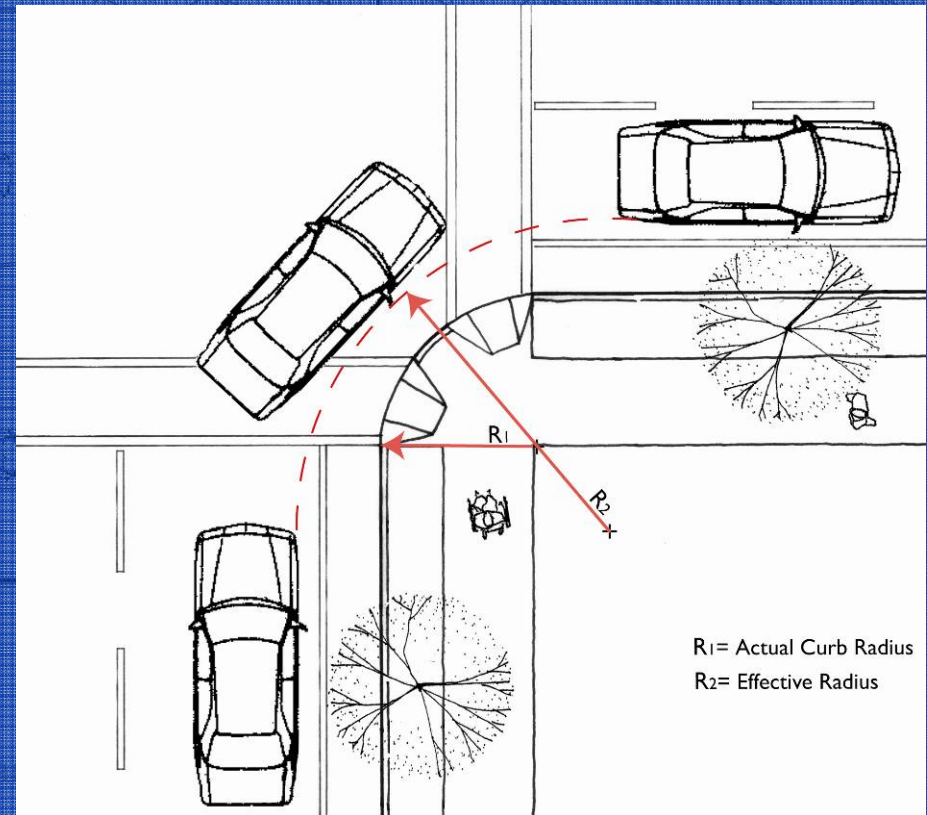 R1
R2
R1= Actual Curb Radius
R2= Effective Radius